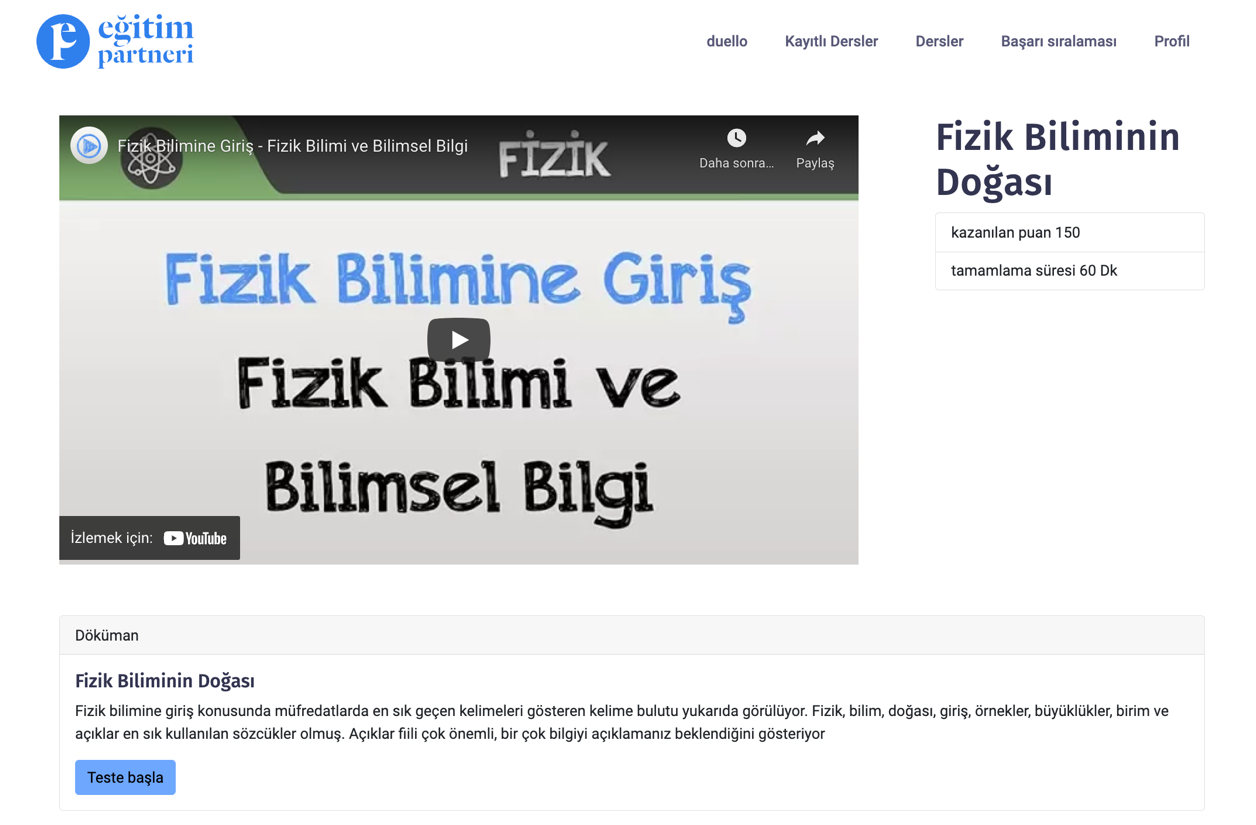 eğitim
partneri
duello
Kayıtlı Dersler
Dersler
Başarı sıralaması
Profil
Fizik Bilimine Giriş - Fizik Bilimi ve Bilimsel Bilgi
FİZİK
Daha sonra...
Paylaş
Fizik Bilimine Giriş
Fizik Bilimi ve
Bilimsel Bilgi
İzlemek için:
YouTube
Fizik Biliminin
Doğası
kazanılan puan 150
tamamlama süresi 60 Dk
Döküman
Fizik Biliminin Doğası
Fizik bilimine giriş konusunda müfredatlarda en sık geçen kelimeleri gösteren kelime bulutu yukarıda görülüyor. Fizik, bilim, doğası, giriş, örnekler, büyüklükler, birim ve
açıklar en sık kullanılan sözcükler olmuş. Açıklar fiili çok önemli, bir çok bilgiyi açıklamanız beklendiğini gösteriyor
Teste başla